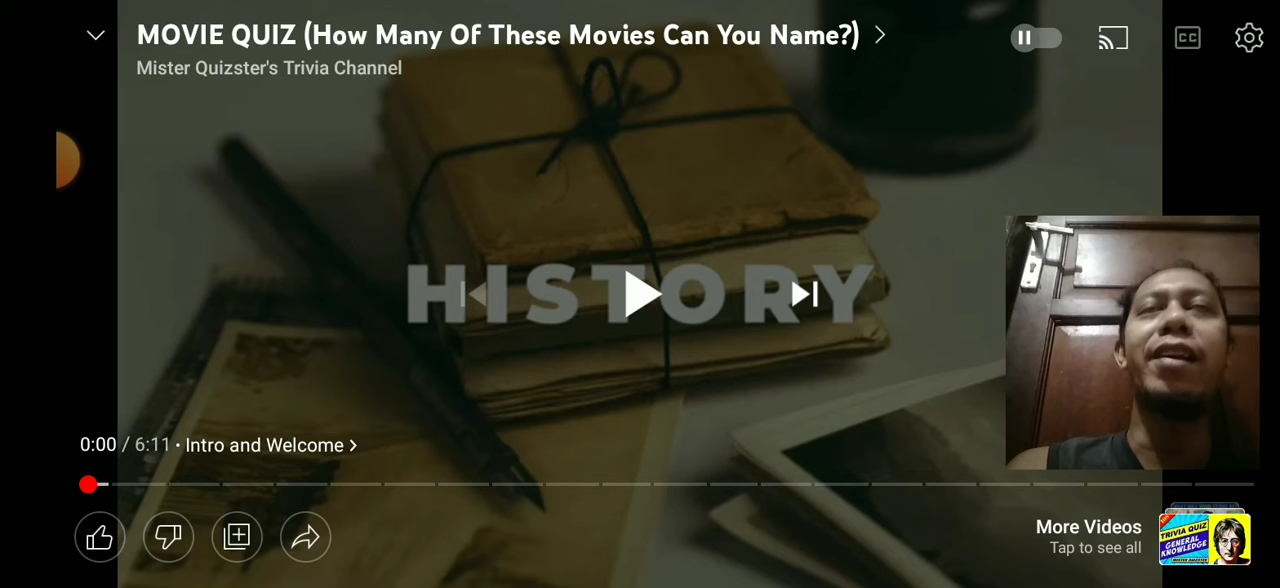 MOVIE QUIZ (How Many Of These Movies Can You Name?)
Mister Quizster's Trivia Channel
CC
HISTORY
0:00 / 6:11 • Intro and Welcome
More Videos
Tap to see all
TRIVIA QUIZ
GENERAL
KNOWLEDGE